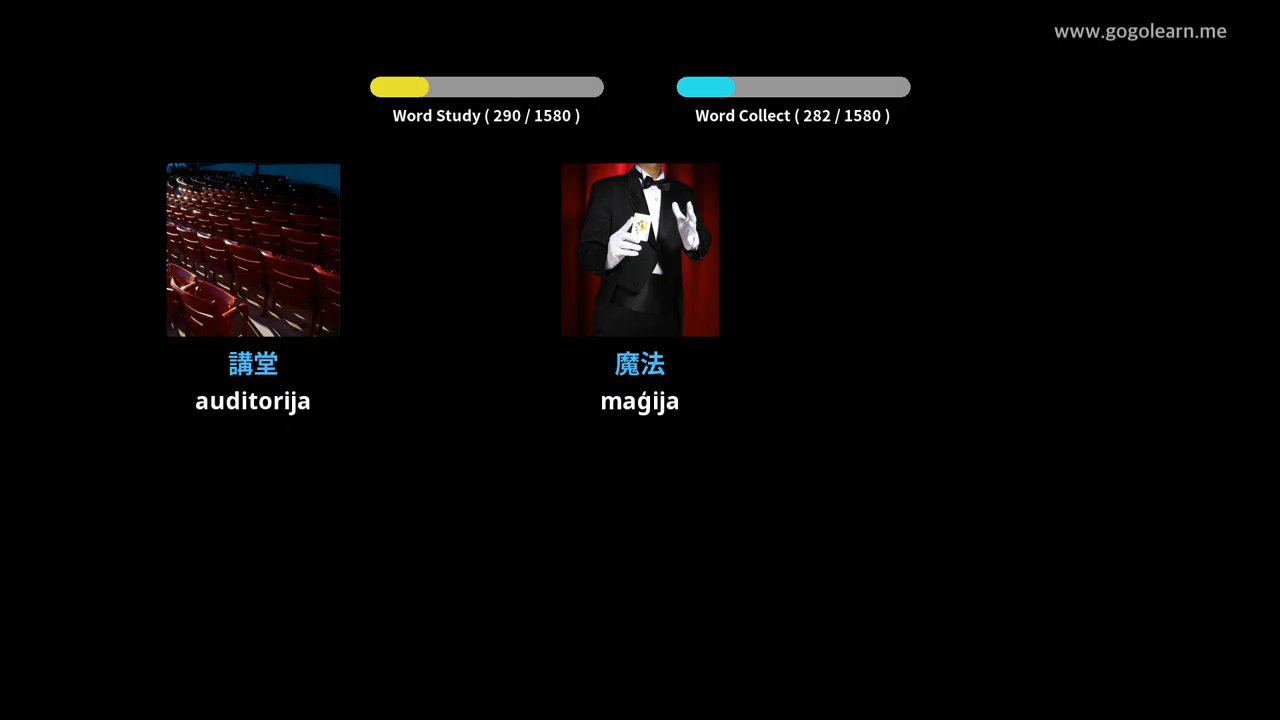 www.gogolearn.me
Word Study ( 290 / 1580 )
Word Collect ( 282 / 1580 )
講堂
auditorija
魔法
maģija